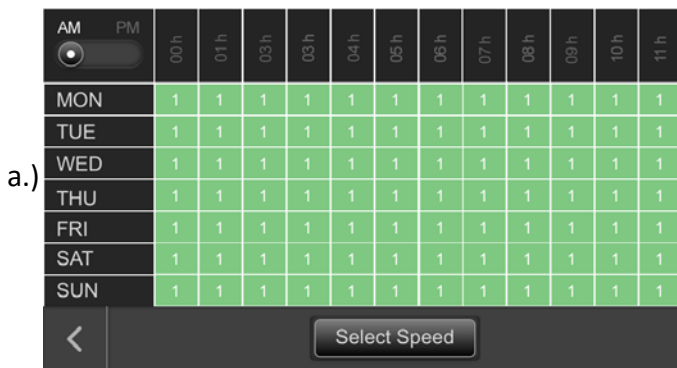 AM PM 00 h 01 h 03 h 03 h 04 h 05 h 06 h 07 h 08 h 09 h 10 h 11 h
MON 1 1 1 1 1 1 1 1 1 1 1 1
TUE 1 1 1 1 1 1 1 1 1 1 1 1
WED 1 1 1 1 1 1 1 1 1 1 1 1
a.)
THU 1 1 1 1 1 1 1 1 1 1 1 1
FRI 1 1 1 1 1 1 1 1 1 1 1 1
SAT 1 1 1 1 1 1 1 1 1 1 1 1
SUN 1 1 1 1 1 1 1 1 1 1 1 1
Select Speed